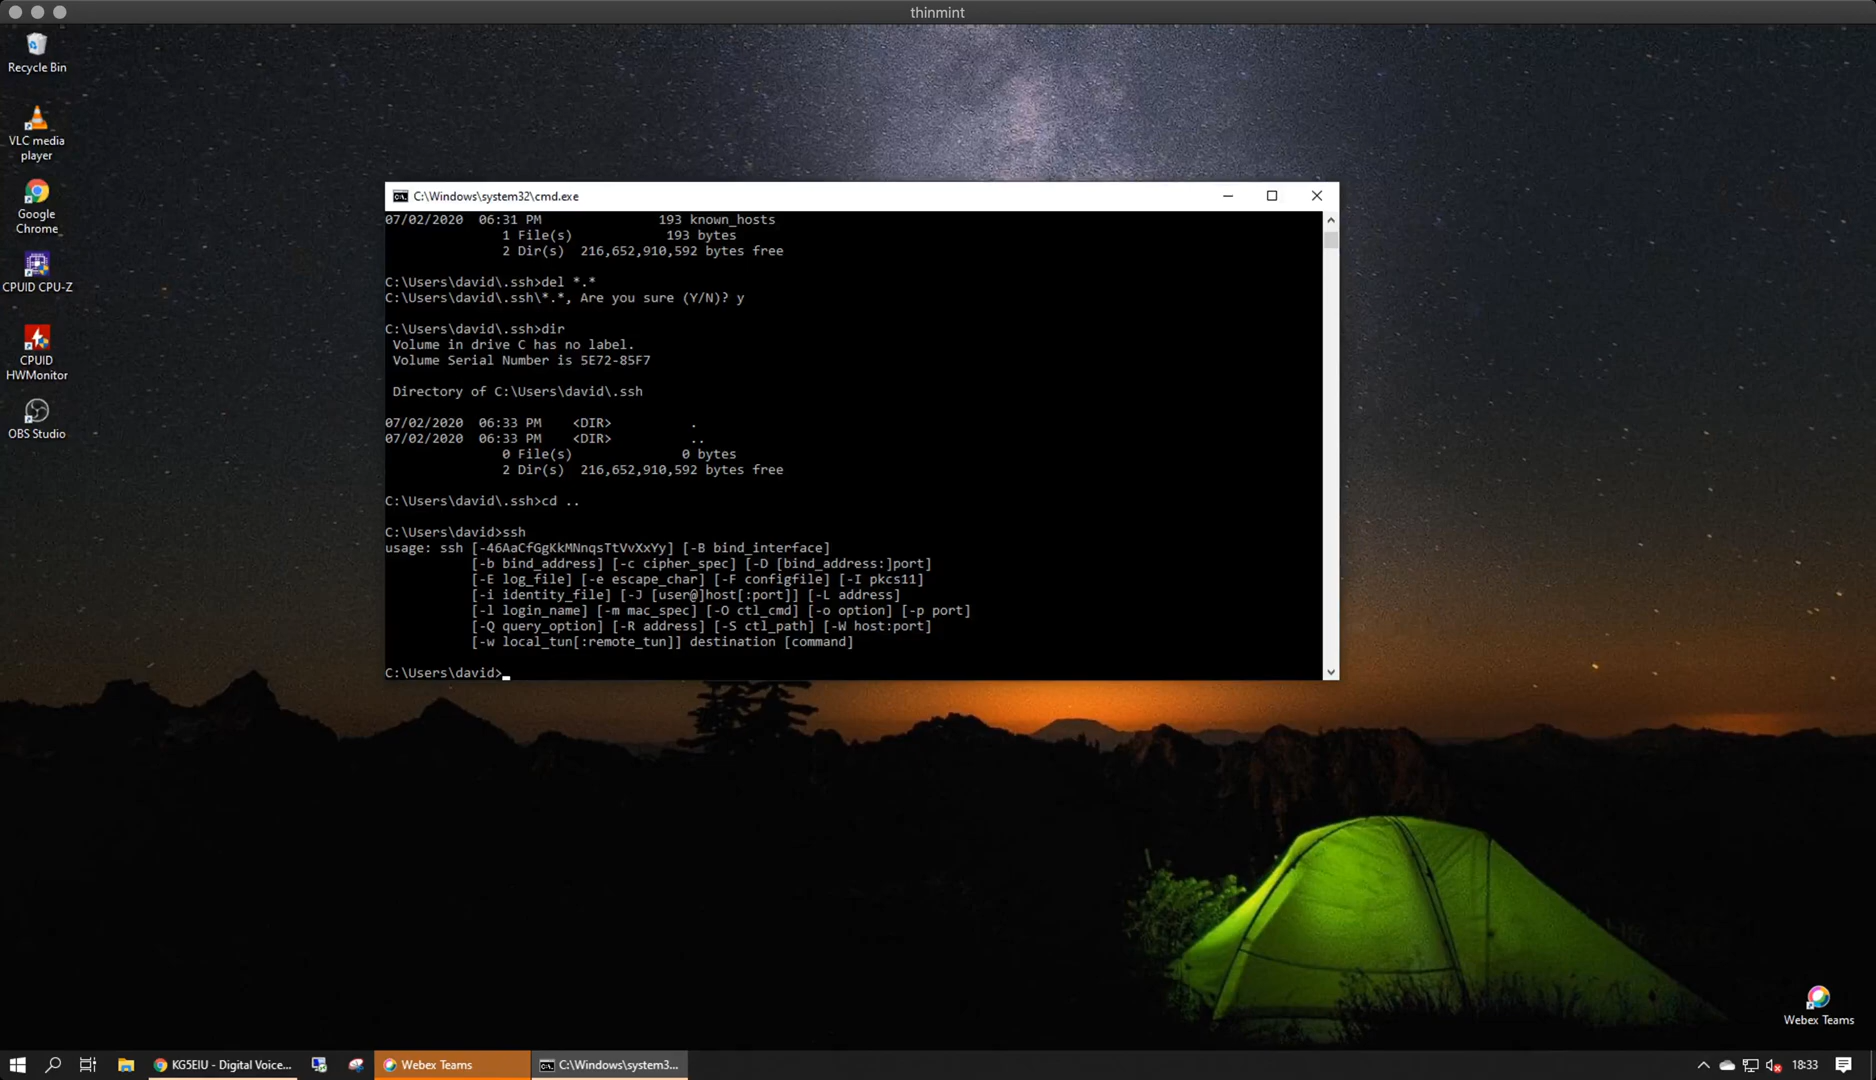 thinmint
Recycle Bin
VLC media
player
Google
Chrome
CPUID CPU-Z
CPUID
HWMonitor
OBS Studio
C:\Windows\system32\cmd.exe
07/02/2020  06:31 PM               193 known_hosts
               1 File(s)            193 bytes
               2 Dir(s)  216,652,910,592 bytes free
C:\Users\david\.ssh>del *.*
C:\Users\david\.ssh\*.*, Are you sure (Y/N)? y
C:\Users\david\.ssh>dir
 Volume in drive C has no label.
 Volume Serial Number is 5E72-85F7
 Directory of C:\Users\david\.ssh
07/02/2020  06:33 PM    <DIR>          .
07/02/2020  06:33 PM    <DIR>          ..
               0 File(s)              0 bytes
               2 Dir(s)  216,652,910,592 bytes free
C:\Users\david\.ssh>cd ..
C:\Users\david>ssh
usage: ssh [-46AaCfGgKkMNnqsTtVvXxYy] [-B bind_interface]
           [-b bind_address] [-c cipher_spec] [-D [bind_address:]port]
           [-E log_file] [-e escape_char] [-F configfile] [-I pkcs11]
           [-i identity_file] [-J [user@]host[:port]] [-L address]
           [-l login_name] [-m mac_spec] [-O ctl_cmd] [-o option] [-p port]
           [-Q query_option] [-R address] [-S ctl_path] [-W host:port]
           [-w local_tun[:remote_tun]] destination [command]
C:\Users\david>_
Webex Teams
KG5EIU - Digital Voice...
Webex Teams
C:\Windows\system3...
18:33